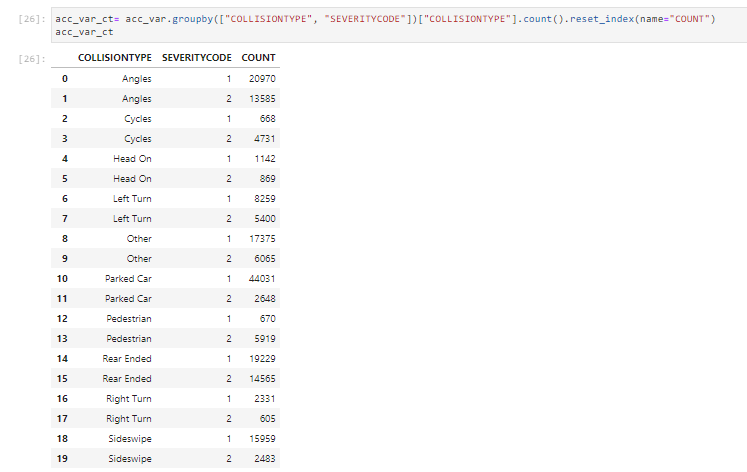 [26]: acc_var_ct= acc_var.groupby(["COLLISIONTYPE", "SEVERITYCODE"])["COLLISIONTYPE"].count().reset_index(name="COUNT")
acc_var_ct
[26]: COLLISIONTYPE SEVERITYCODE COUNT
0 Angles 1 20970
1 Angles 2 13585
2 Cycles 1 668
3 Cycles 2 4731
4 Head On 1 1142
5 Head On 2 869
6 Left Turn 1 8259
7 Left Turn 2 5400
8 Other 1 17375
9 Other 2 6065
10 Parked Car 1 44031
11 Parked Car 2 2648
12 Pedestrian 1 670
13 Pedestrian 2 5919
14 Rear Ended 1 19229
15 Rear Ended 2 14565
16 Right Turn 1 2331
17 Right Turn 2 605
18 Sideswipe 1 15959
19 Sideswipe 2 2483